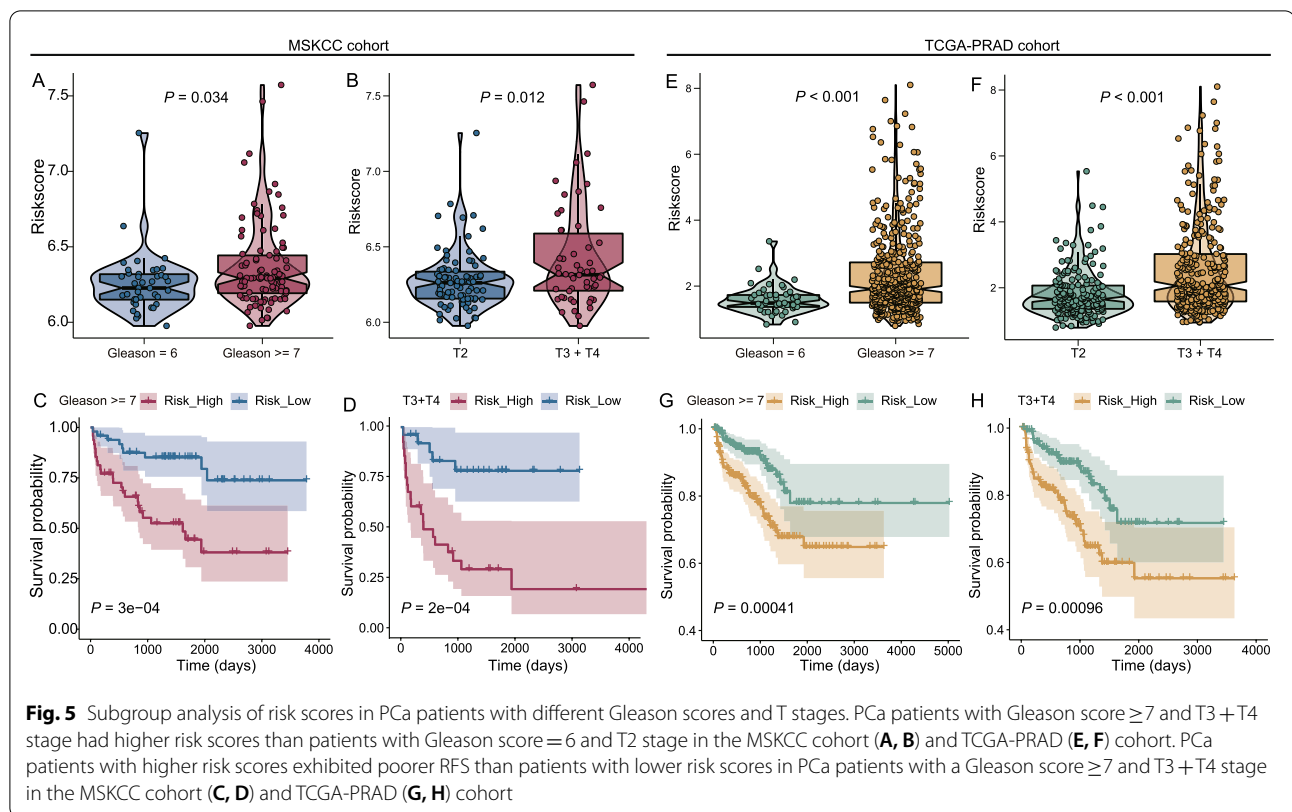 MSKCC cohort
TCGA-PRAD cohort
A
P = 0.034
Riskscore
7.5
7.0
6.5
6.0
Gleason = 6
Gleason >= 7
B
P = 0.012
Riskscore
7.5
7.0
6.5
6.0
T2
T3 + T4
E
P < 0.001
Riskscore
8
6
4
2
Gleason = 6
Gleason >= 7
F
P < 0.001
Riskscore
8
6
4
2
T2
T3 + T4
C
Gleason >= 7 Risk_High Risk_Low
Survival probability
1.00
0.75
0.50
0.25
0.00
P = 3e−04
0 1000 2000 3000 4000
Time (days)
D
T3+T4 Risk_High Risk_Low
Survival probability
1.00
0.75
0.50
0.25
0.00
P = 2e−04
0 1000 2000 3000 4000
Time (days)
G
Gleason >= 7 Risk_High Risk_Low
Survival probability
1.0
0.8
0.6
0.4
P = 0.00041
0 1000 2000 3000 4000 5000
Time (days)
H
T3+T4 Risk_High Risk_Low
Survival probability
1.0
0.8
0.6
0.4
P = 0.00096
0 1000 2000 3000 4000
Time (days)
Fig. 5 Subgroup analysis of risk scores in PCa patients with different Gleason scores and T stages. PCa patients with Gleason score ≥7 and T3 + T4
stage had higher risk scores than patients with Gleason score = 6 and T2 stage in the MSKCC cohort (A, B) and TCGA-PRAD (E, F) cohort. PCa
patients with higher risk scores exhibited poorer RFS than patients with lower risk scores in PCa patients with a Gleason score ≥7 and T3 + T4 stage
in the MSKCC cohort (C, D) and TCGA-PRAD (G, H) cohort